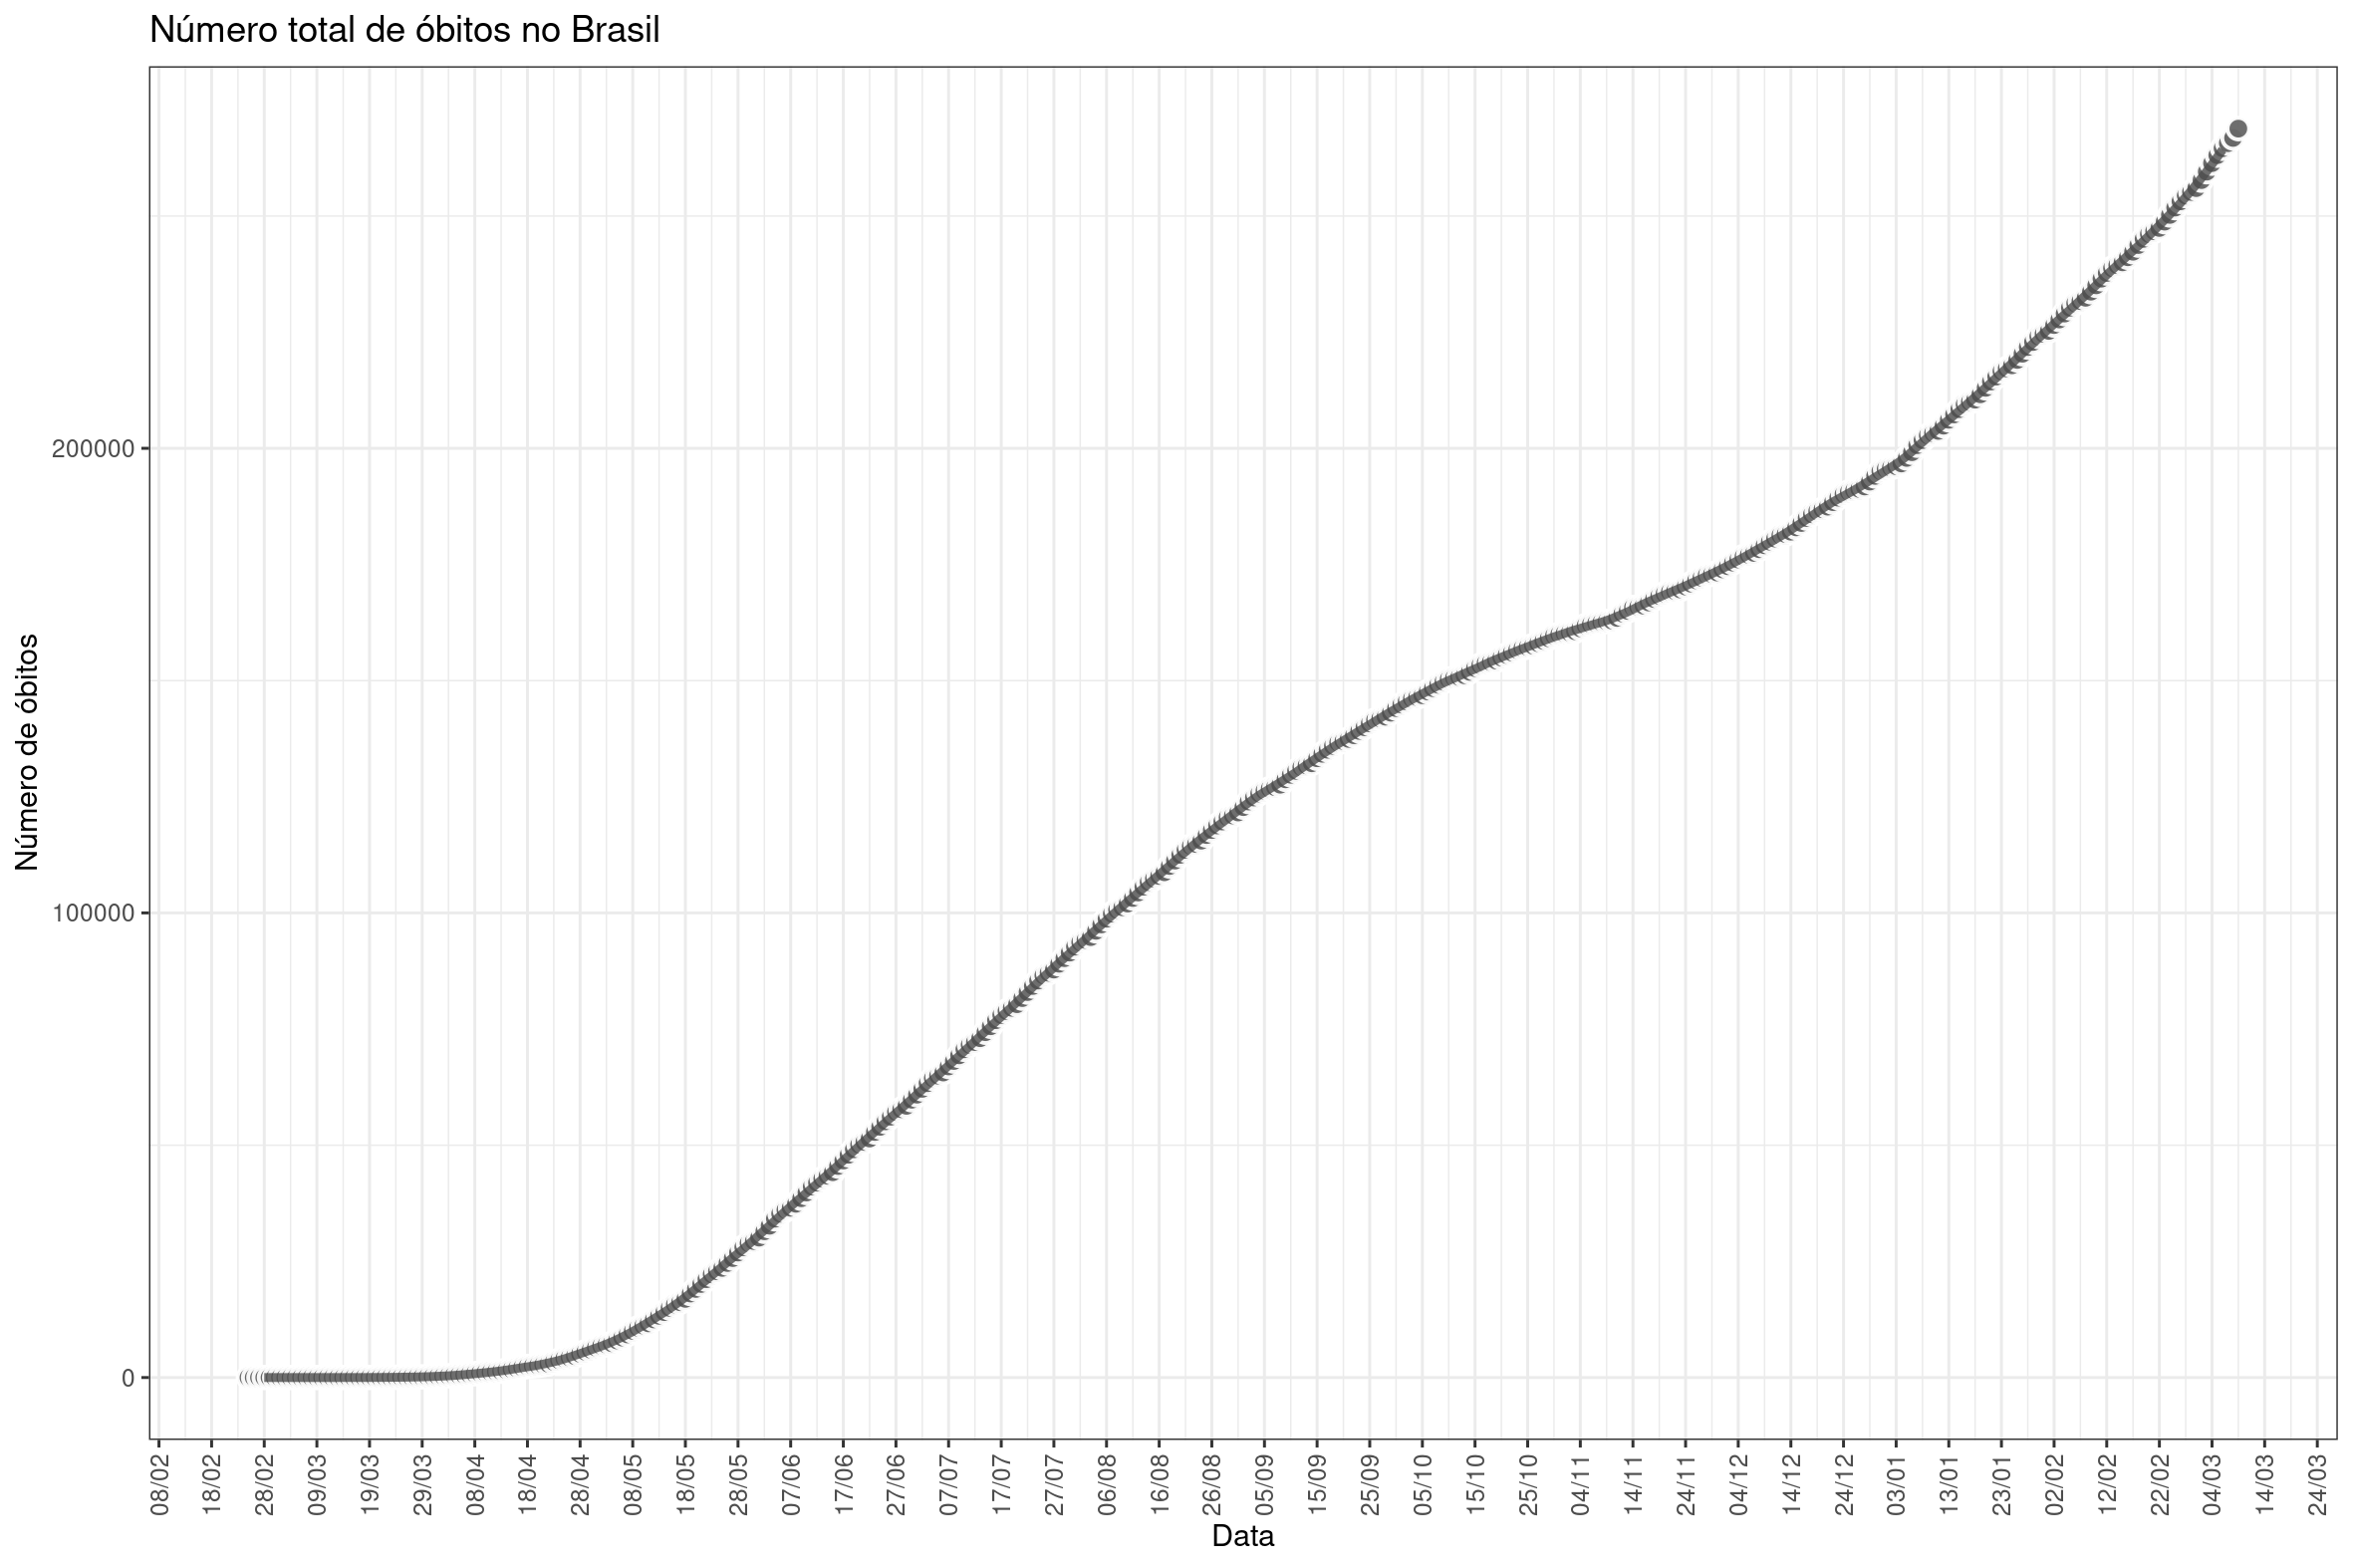 Número total de óbitos no Brasil
Número de óbitos
200000
100000
0
08/02 18/02 28/02 09/03 19/03 29/03 08/04 18/04 28/04 08/05 18/05 28/05 07/06 17/06 27/06 07/07 17/07 27/07 06/08 16/08 26/08 05/09 15/09 25/09 05/10 15/10 25/10 04/11 14/11 24/11 04/12 14/12 24/12 03/01 13/01 23/01 02/02 12/02 22/02 04/03 14/03 24/03
Data